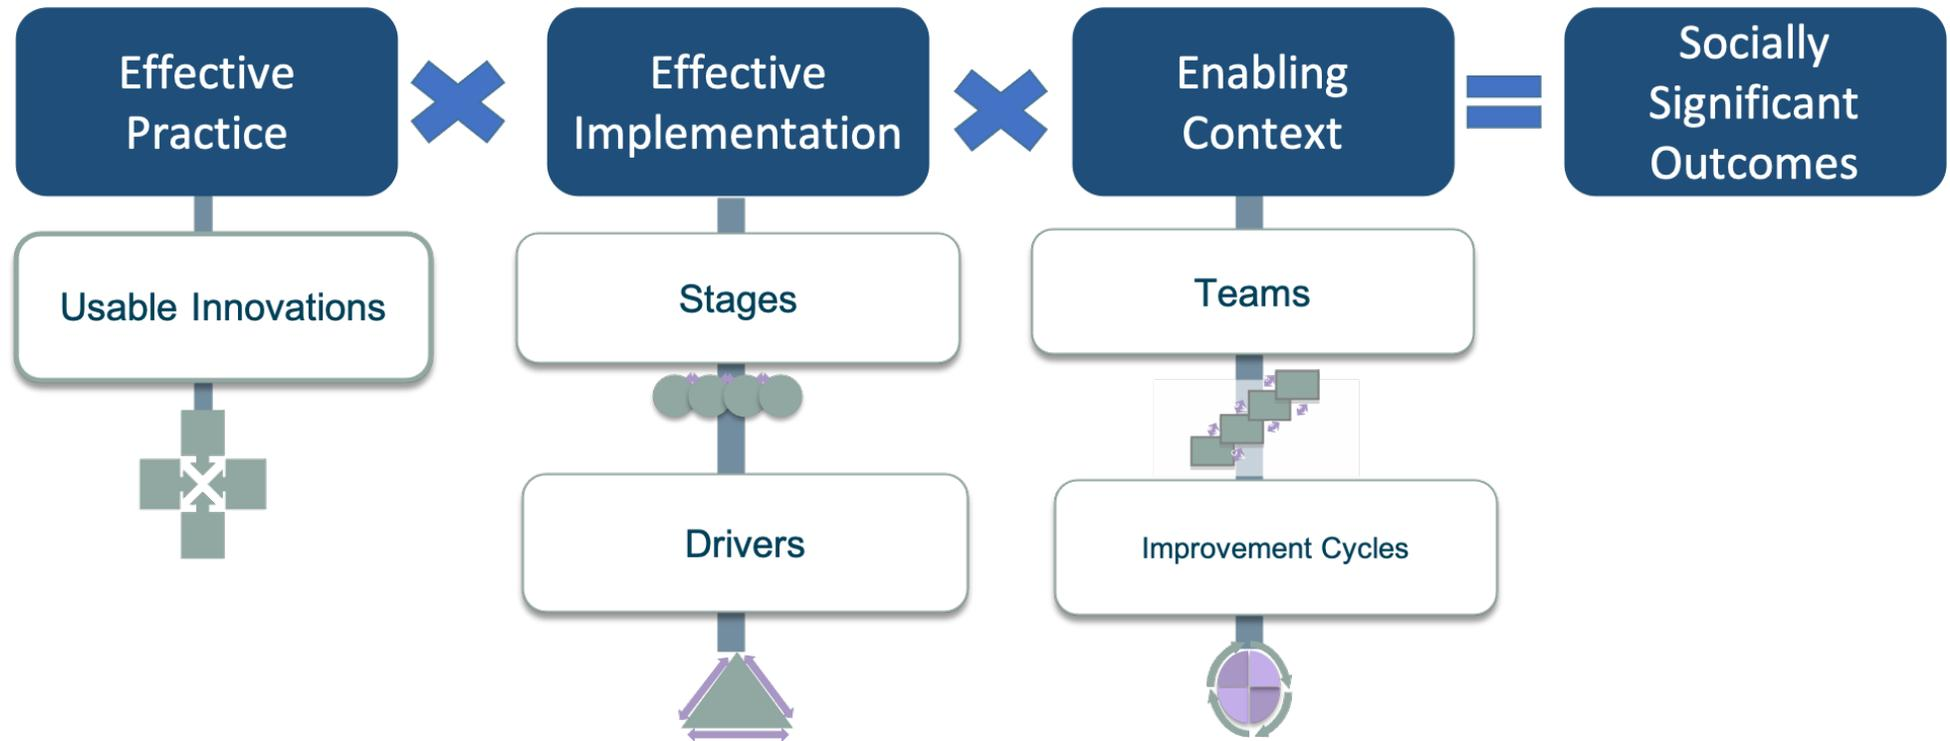 Effective
Practice
Effective
Implementation
Enabling
Context
Socially
Significant
Outcomes
Usable Innovations
Stages
Teams
Drivers
Improvement Cycles